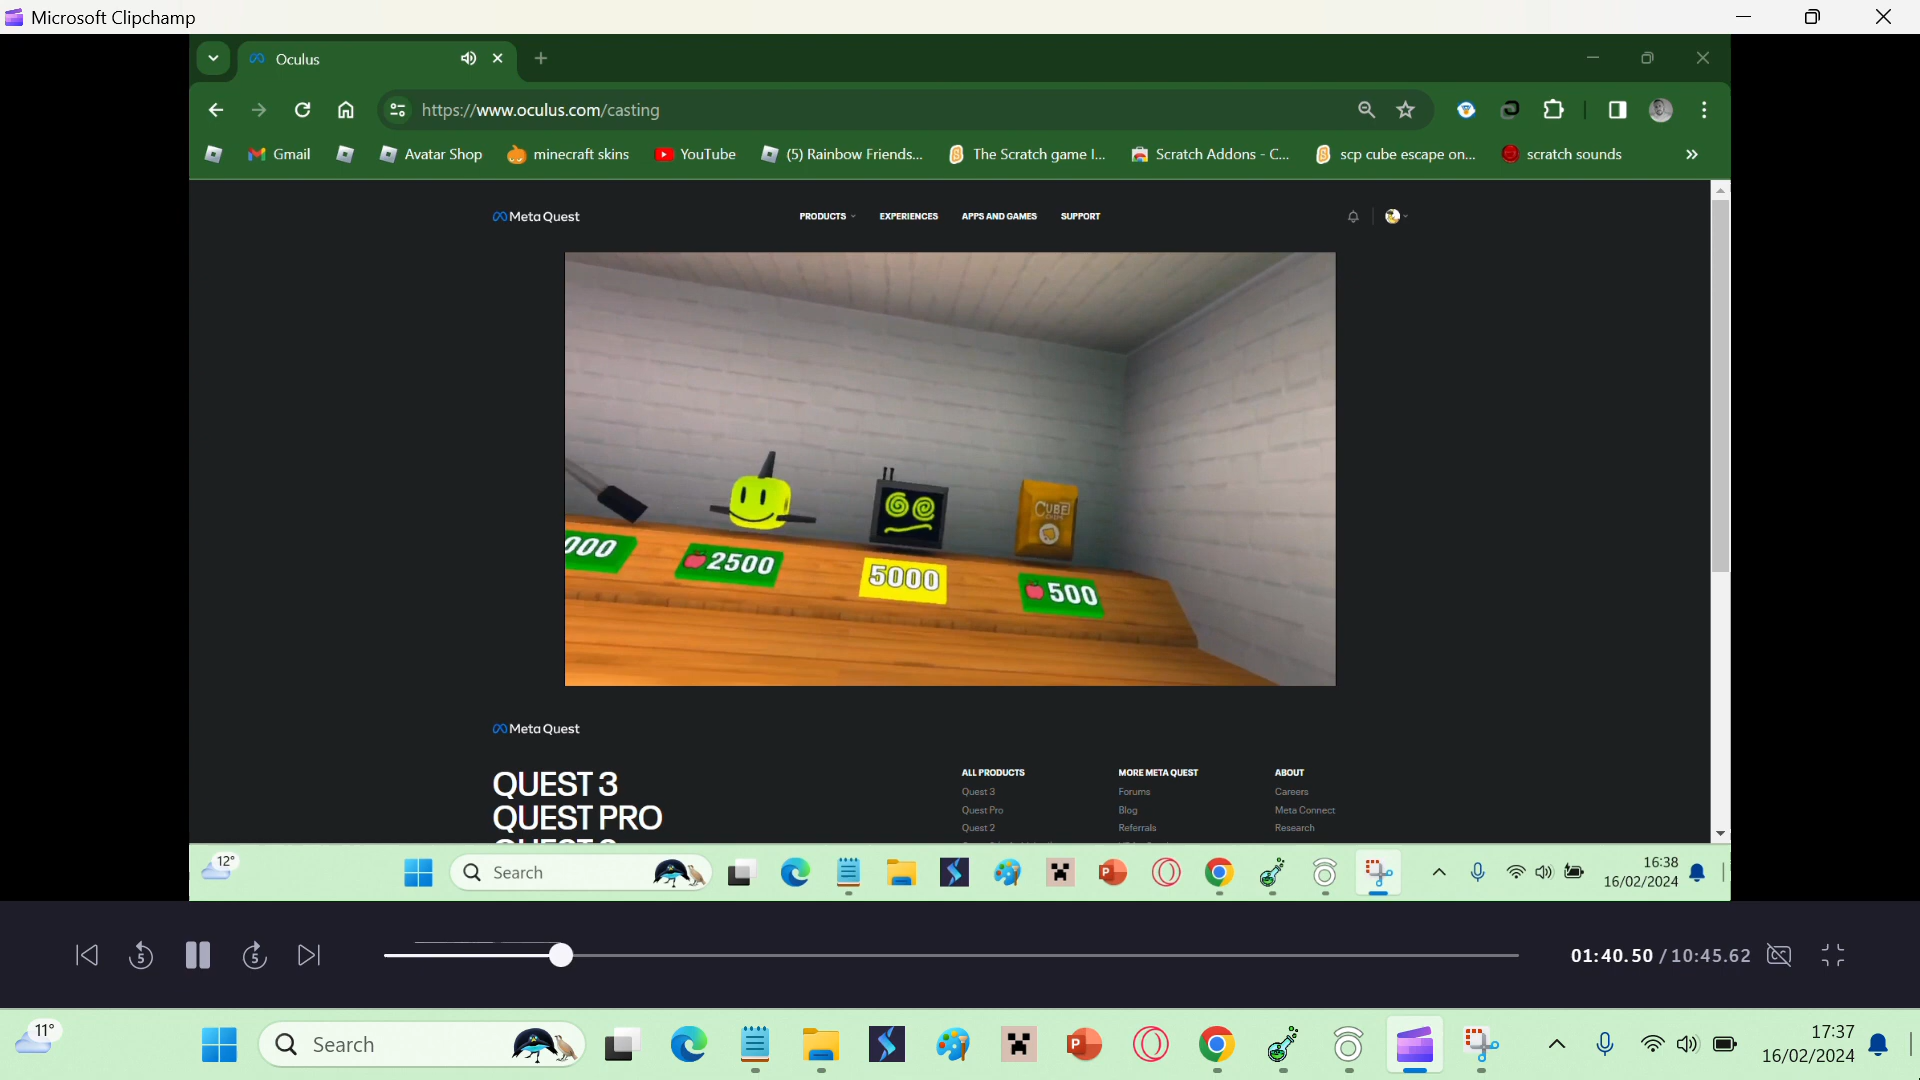 Microsoft Clipchamp
Oculus
https://www.oculus.com/casting
Gmail
Avatar Shop
minecraft skins
YouTube
(5) Rainbow Friends...
The Scratch game I...
Scratch Addons - C...
scp cube escape on...
scratch sounds
»
Meta Quest
PRODUCTS
EXPERIENCES
APPS AND GAMES
SUPPORT
CUBE
000
2500
5000
500
Meta Quest
QUEST 3
QUEST PRO
ALL PRODUCTS
Quest 3
Quest Pro
Quest 2
MORE META QUEST
Forums
Blog
Referrals
ABOUT
Careers
Meta Connect
Research
12°
Search
16:38
16/02/2024
5
5
01:40.50 / 10:45.62
11°
Search
17:37
16/02/2024